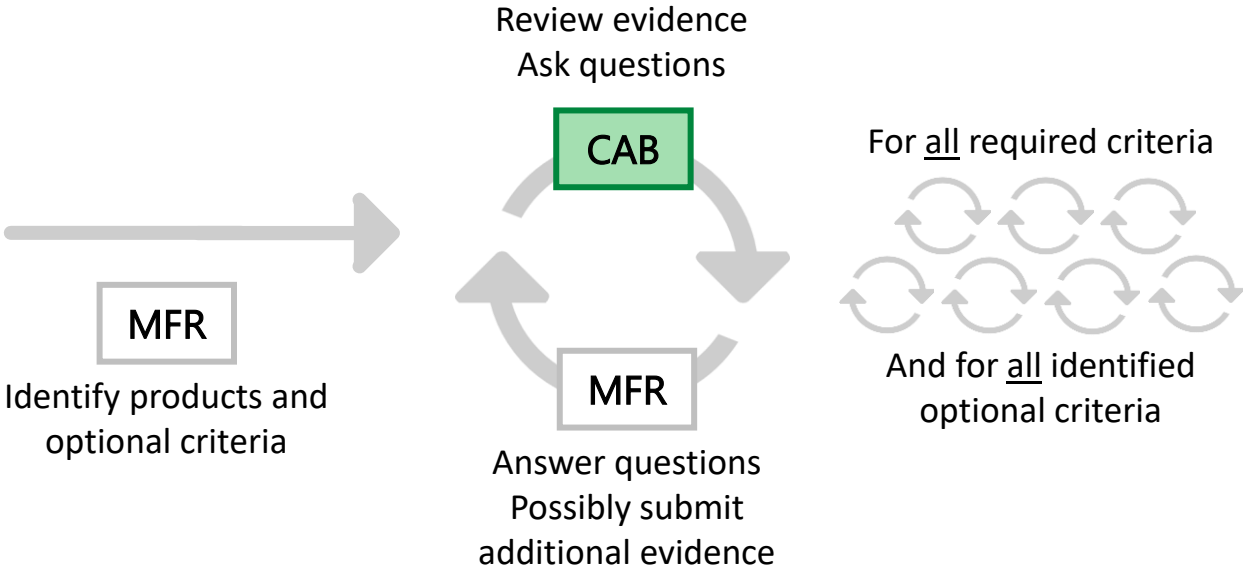 MFR
Identify products and
optional criteria
Review evidence
Ask questions
CAB
MFR
Answer questions
Possibly submit
additional evidence
For all required criteria
And for all identified
optional criteria